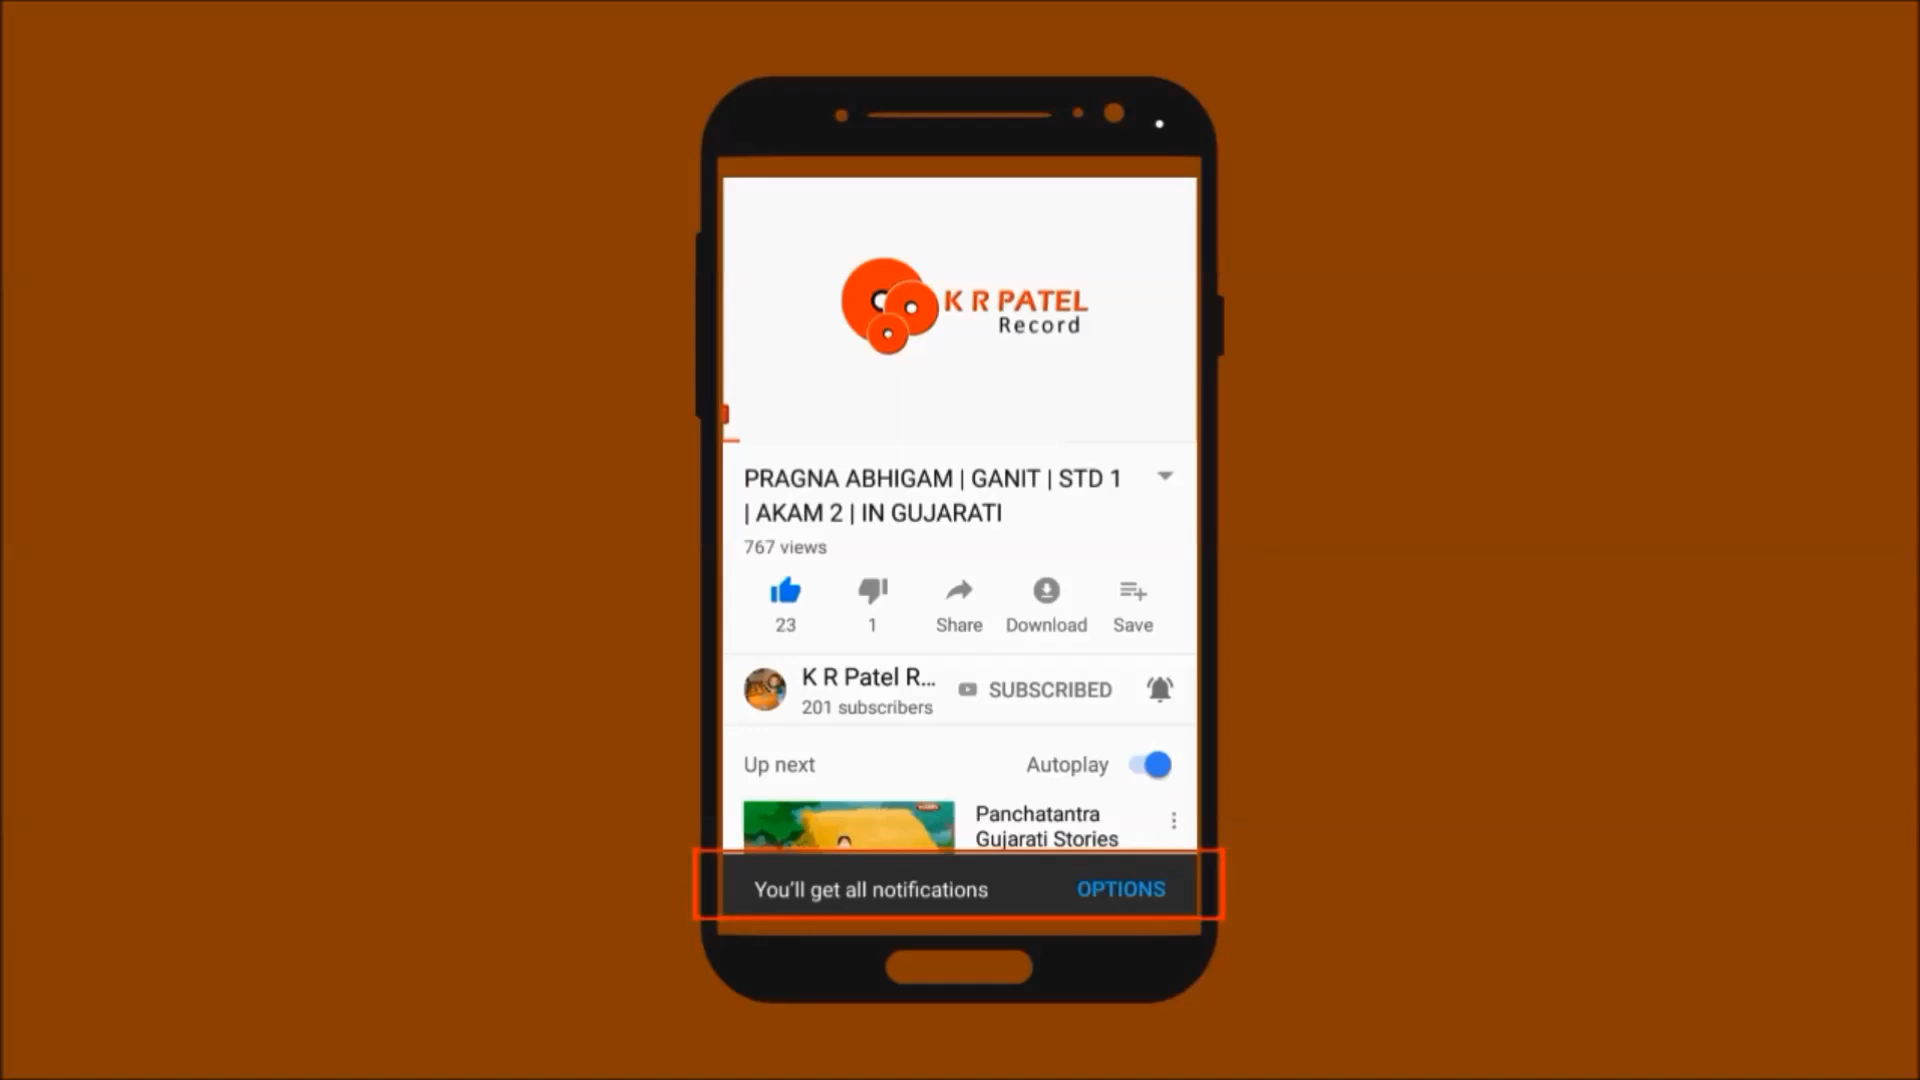 K R PATEL
Record
PRAGNA ABHIGAM | GANIT | STD 1
| AKAM 2 | IN GUJARATI
767 views
23
1
Share
Download
Save
K R Patel R...
SUBSCRIBED
201 subscribers
Up next
Autoplay
Panchatantra
Gujarati Stories
You'll get all notifications
OPTIONS